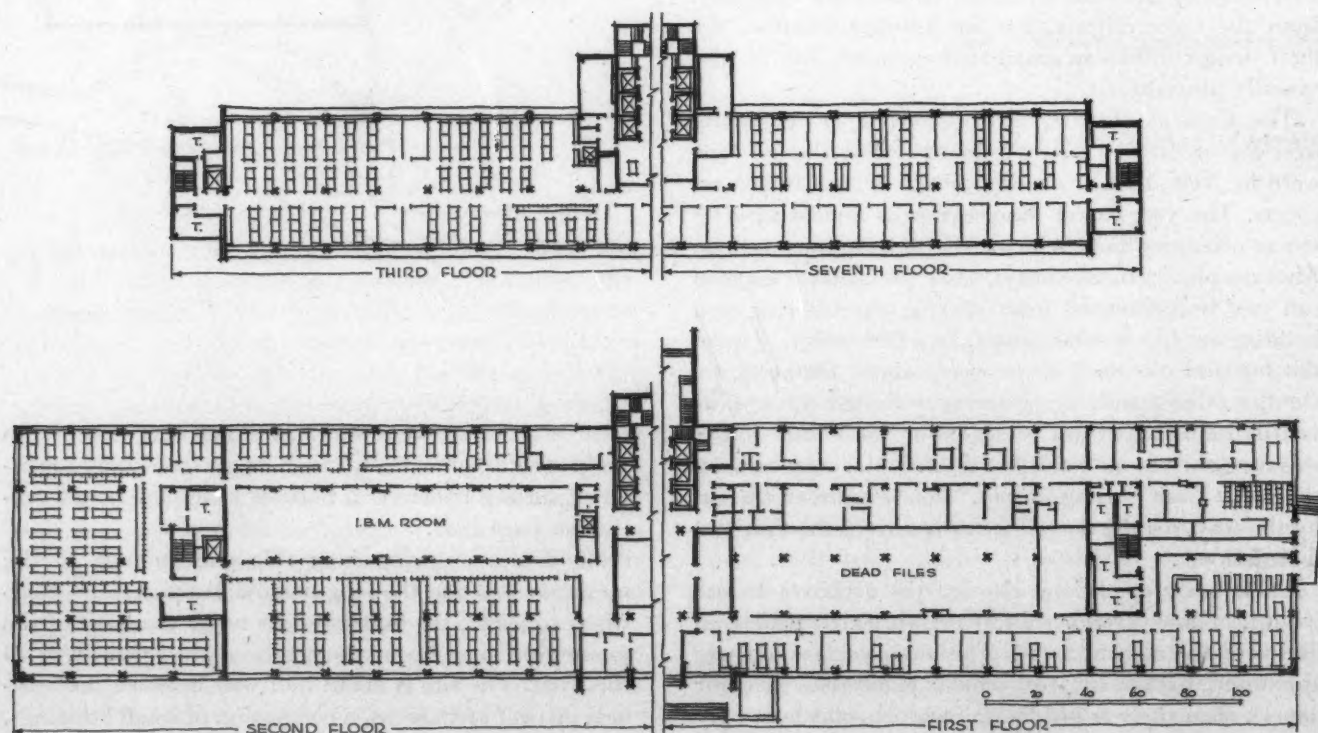 T.
T.
T.
T.
THIRD FLOOR
SEVENTH FLOOR
T.
I.B.M. ROOM
T.
T.
T.
T.
DEAD FILES
0 20 40 60 80 100
SECOND FLOOR
FIRST FLOOR